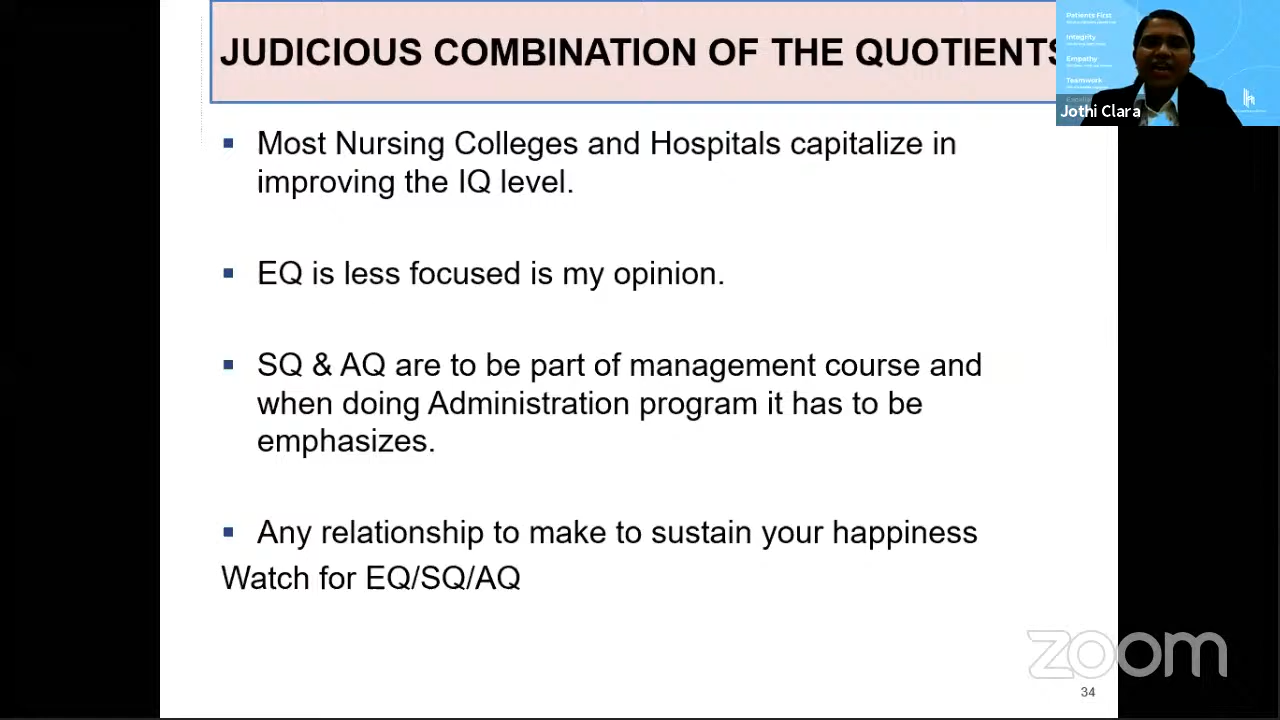 JUDICIOUS COMBINATION OF THE QUOTIENTS
Patients First
Integrity
Empathy
Teamwork
Jothi Clara
▪ Most Nursing Colleges and Hospitals capitalize in
improving the IQ level.
▪ EQ is less focused is my opinion.
▪ SQ & AQ are to be part of management course and
when doing Administration program it has to be
emphasizes.
▪ Any relationship to make to sustain your happiness
Watch for EQ/SQ/AQ
zoom
34